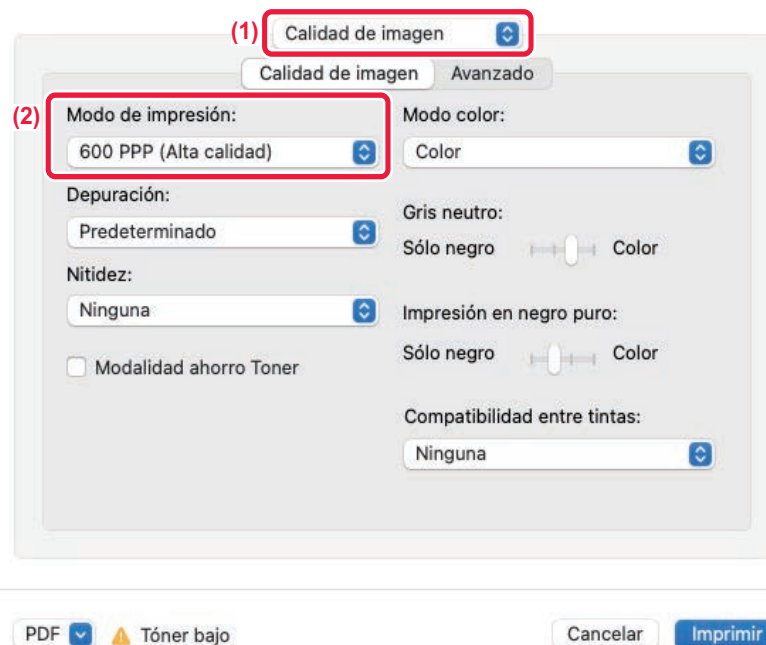 (1) Calidad de imagen
Calidad de imagen Avanzado
(2) Modo de impresión:
600 PPP (Alta calidad)
Depuración:
Predeterminado
Nitidez:
Ninguna
Modalidad ahorro Toner
Modo color:
Color
Gris neutro:
Sólo negro Color
Impresión en negro puro:
Sólo negro Color
Compatibilidad entre tintas:
Ninguna
PDF Tóner bajo Cancelar Imprimir